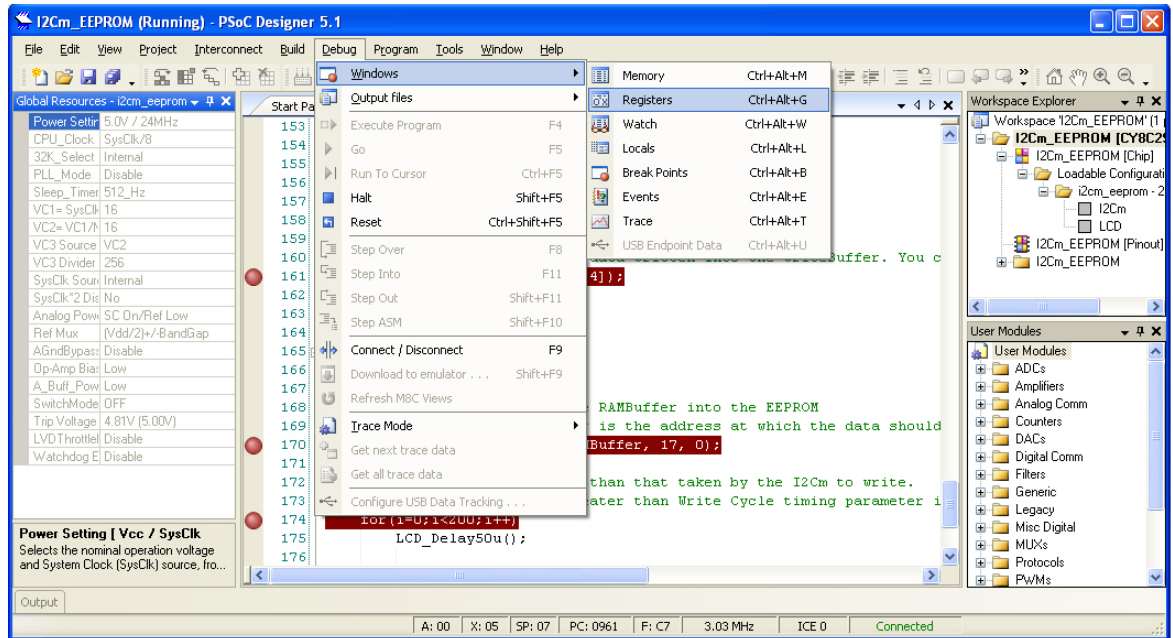 I2Cm_EEPROM (Running) - PSoC Designer 5.1
File Edit View Project Interconnect Build Debug Program Tools Window Help
Global Resources - i2cm_eeprom
Power Settin 5.0V / 24MHz
CPU_Clock SysClk/8
32K_Select Internal
PLL_Mode Disable
Sleep_Timer 512_Hz
VC1= SysClk 16
VC2= VC1/N 16
VC3 Source VC2
VC3 Divider 256
SysClk Sour Internal
SysClk*2 Dis No
Analog Pow SC On/Ref Low
Ref Mux (Vdd/2)+/-BandGap
AGndBypass Disable
Op-Amp Bias Low
A_Buff_Pow Low
SwitchMode OFF
Trip Voltage 4.81V (5.00V)
LVDThrottlel Disable
Watchdog E Disable
Power Setting [ Vcc / SysClk
Selects the nominal operation voltage
and System Clock (SysClk) source, fro...
Start Pa
153
154
155
156
157
158
159
160 Buffer. You c
161 4]);
162
163
164
165
166
167
168 RAMBuffer into the EEPROM
169 is the address at which the data should
170 Buffer, 17, 0);
171
172 than that taken by the I2Cm to write.
173 eater than Write Cycle timing parameter i
174 for(i=0;i<200;i++)
175 LCD_Delay50u();
176
Windows
Output files
Execute Program F4
Go F5
Run To Cursor Ctrl+F5
Halt Shift+F5
Reset Ctrl+Shift+F5
Step Over F8
Step Into F11
Step Out Shift+F11
Step ASM Shift+F10
Connect / Disconnect F9
Download to emulator . . . Shift+F9
Refresh M8C Views
Trace Mode
Get next trace data
Get all trace data
Configure USB Data Tracking . . .
Memory Ctrl+Alt+M
Registers Ctrl+Alt+G
Watch Ctrl+Alt+W
Locals Ctrl+Alt+L
Break Points Ctrl+Alt+B
Events Ctrl+Alt+E
Trace Ctrl+Alt+T
USB Endpoint Data Ctrl+Alt+U
Workspace Explorer
Workspace 'I2Cm_EEPROM' (1
I2Cm_EEPROM [CY8C29
I2Cm_EEPROM [Chip]
Loadable Configurati
i2cm_eeprom - 2
I2Cm
LCD
I2Cm_EEPROM [Pinout]
I2Cm_EEPROM
User Modules
User Modules
ADCs
Amplifiers
Analog Comm
Counters
DACs
Digital Comm
Filters
Generic
Legacy
Misc Digital
MUXs
Protocols
PWMs
Output
A: 00 X: 05 SP: 07 PC: 0961 F: C7 3.03 MHz ICE 0 Connected